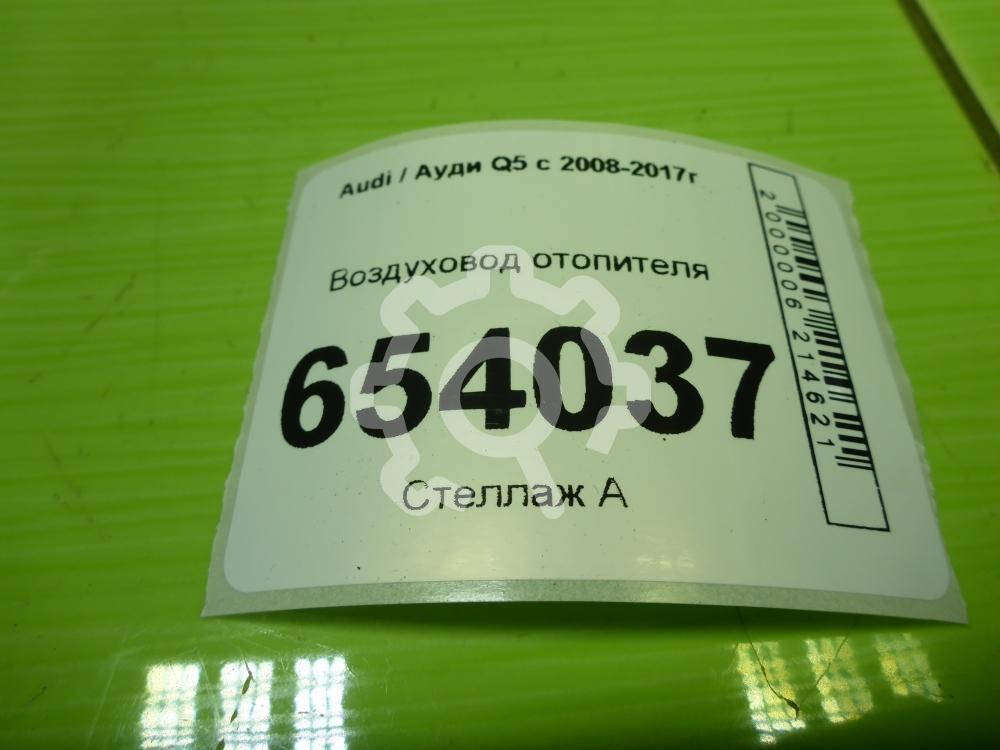 Audi / Ауди Q5 с 2008-2017г
Воздуховод отопителя
654037
Стеллаж А
2000006214621